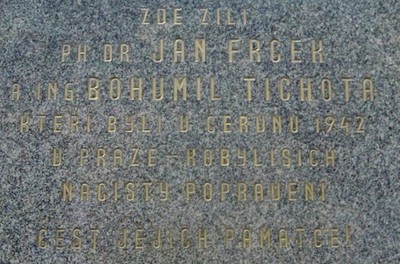 ZDE ŽILI
PH DR. JAN FRČEK
A ING. BOHUMIL TICHOTA
KTEŘÍ BYLI V ČERVNU 1942
V PRAZE-KOBYLISÍCH
NACISTY POPRAVENI
ČEST JEJICH PAMÁTCE!